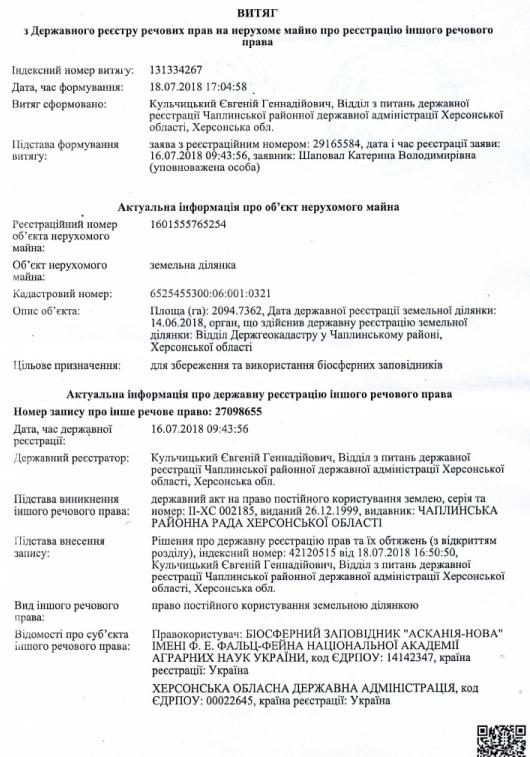 ВИТЯГ
з Державного реєстру речових прав на нерухоме майно про реєстрацію іншого речового
права
Індексний номер витягу: 131334267
Дата, час формування: 18.07.2018 17:04:58
Витяг сформовано: Кульчицький Євгеній Геннадійович, Відділ з питань державної
реєстрації Чаплинської районної державної адміністрації Херсонської
області, Херсонська обл.
Підстава формування витягу: заява з реєстраційним номером: 29165584, дата і час реєстрації заяви:
16.07.2018 09:43:56, заявник: Шаповал Катерина Володимирівна
(уповноважена особа)
Актуальна інформація про об’єкт нерухомого майна
Реєстраційний номер 1601555765254
об’єкта нерухомого
майна:
Об’єкт нерухомого земельна ділянка
майна:
Кадастровий номер: 6525455300:06:001:0321
Опис об’єкта: Площа (га): 2094.7362, Дата державної реєстрації земельної ділянки:
14.06.2018, орган, що здійснив державну реєстрацію земельної
ділянки: Відділ Держгеокадастру у Чаплинському районі,
Херсонської області
Цільове призначення: для збереження та використання біосферних заповідників
Актуальна інформація про державну реєстрацію іншого речового права
Номер запису про інше речове право: 27098655
Дата, час державної 16.07.2018 09:43:56
реєстрації:
Державний реєстратор: Кульчицький Євгеній Геннадійович, Відділ з питань державної
реєстрації Чаплинської районної державної адміністрації Херсонської
області, Херсонська обл.
Підстава виникнення державний акт на право постійного користування землею, серія та
іншого речового права: номер: ІІ-ХС 002185, виданий 26.12.1999, видавник: ЧАПЛИНСЬКА
РАЙОННА РАДА ХЕРСОНСЬКОЇ ОБЛАСТІ
Підстава внесення Рішення про державну реєстрацію прав та їх обтяжень (з відкриттям
запису: розділу), індексний номер: 42120515 від 18.07.2018 16:50:50,
Кульчицький Євгеній Геннадійович, Відділ з питань державної
реєстрації Чаплинської районної державної адміністрації Херсонської
області, Херсонська обл.
Вид іншого речового право постійного користування земельною ділянкою
права:
Відомості про суб’єкта Правокористувач: БІОСФЕРНИЙ ЗАПОВІДНИК "АСКАНІЯ-НОВА"
іншого речового права: ІМЕНІ Ф. Е. ФАЛЬЦ-ФЕЙНА НАЦІОНАЛЬНОЇ АКАДЕМІЇ
АГРАРНИХ НАУК УКРАЇНИ, код ЄДРПОУ: 14142347, країна
реєстрації: Україна
ХЕРСОНСЬКА ОБЛАСНА ДЕРЖАВНА АДМІНІСТРАЦІЯ, код
ЄДРПОУ: 00022645, країна реєстрації: Україна